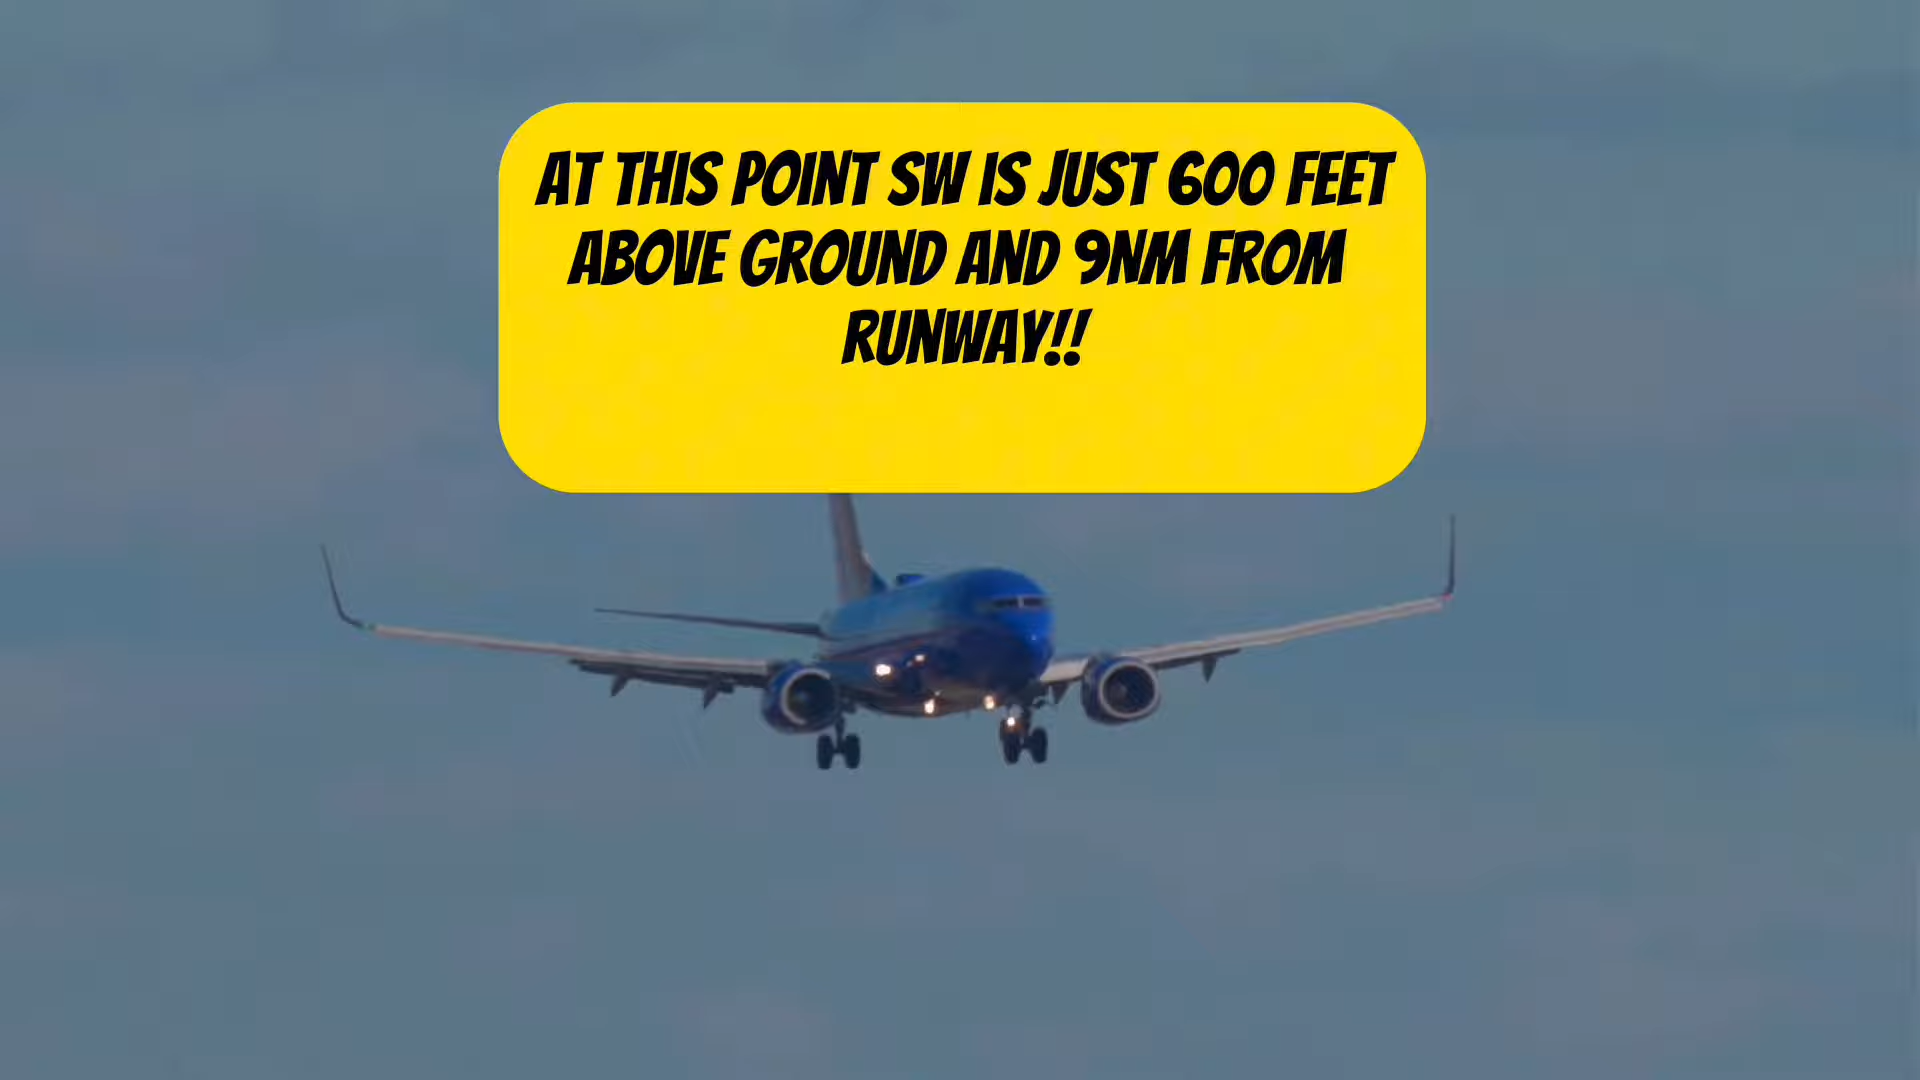 AT THIS POINT SW IS JUST 600 FEET
ABOVE GROUND AND 9NM FROM
RUNWAY!!